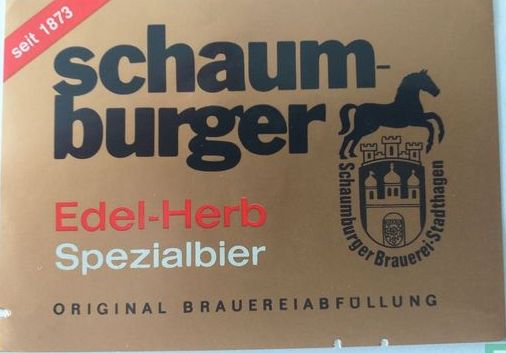 seit 1873
schaum-
burger
Edel-Herb
Spezialbier
Schaumburger Brauerei·Stadthagen
ORIGINAL BRAUEREIABFÜLLUNG